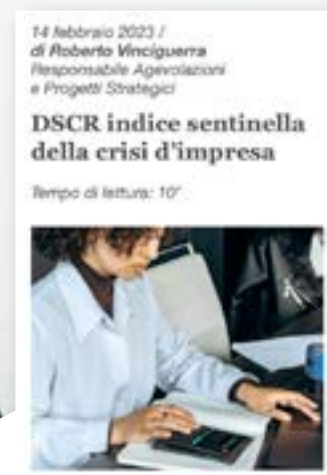 14 febbraio 2023 /
di Roberto Vinciguerra
Responsabile Agevolazioni
e Progetti Strategici
DSCR indice sentinella
della crisi d'impresa
Tempo di lettura: 10'